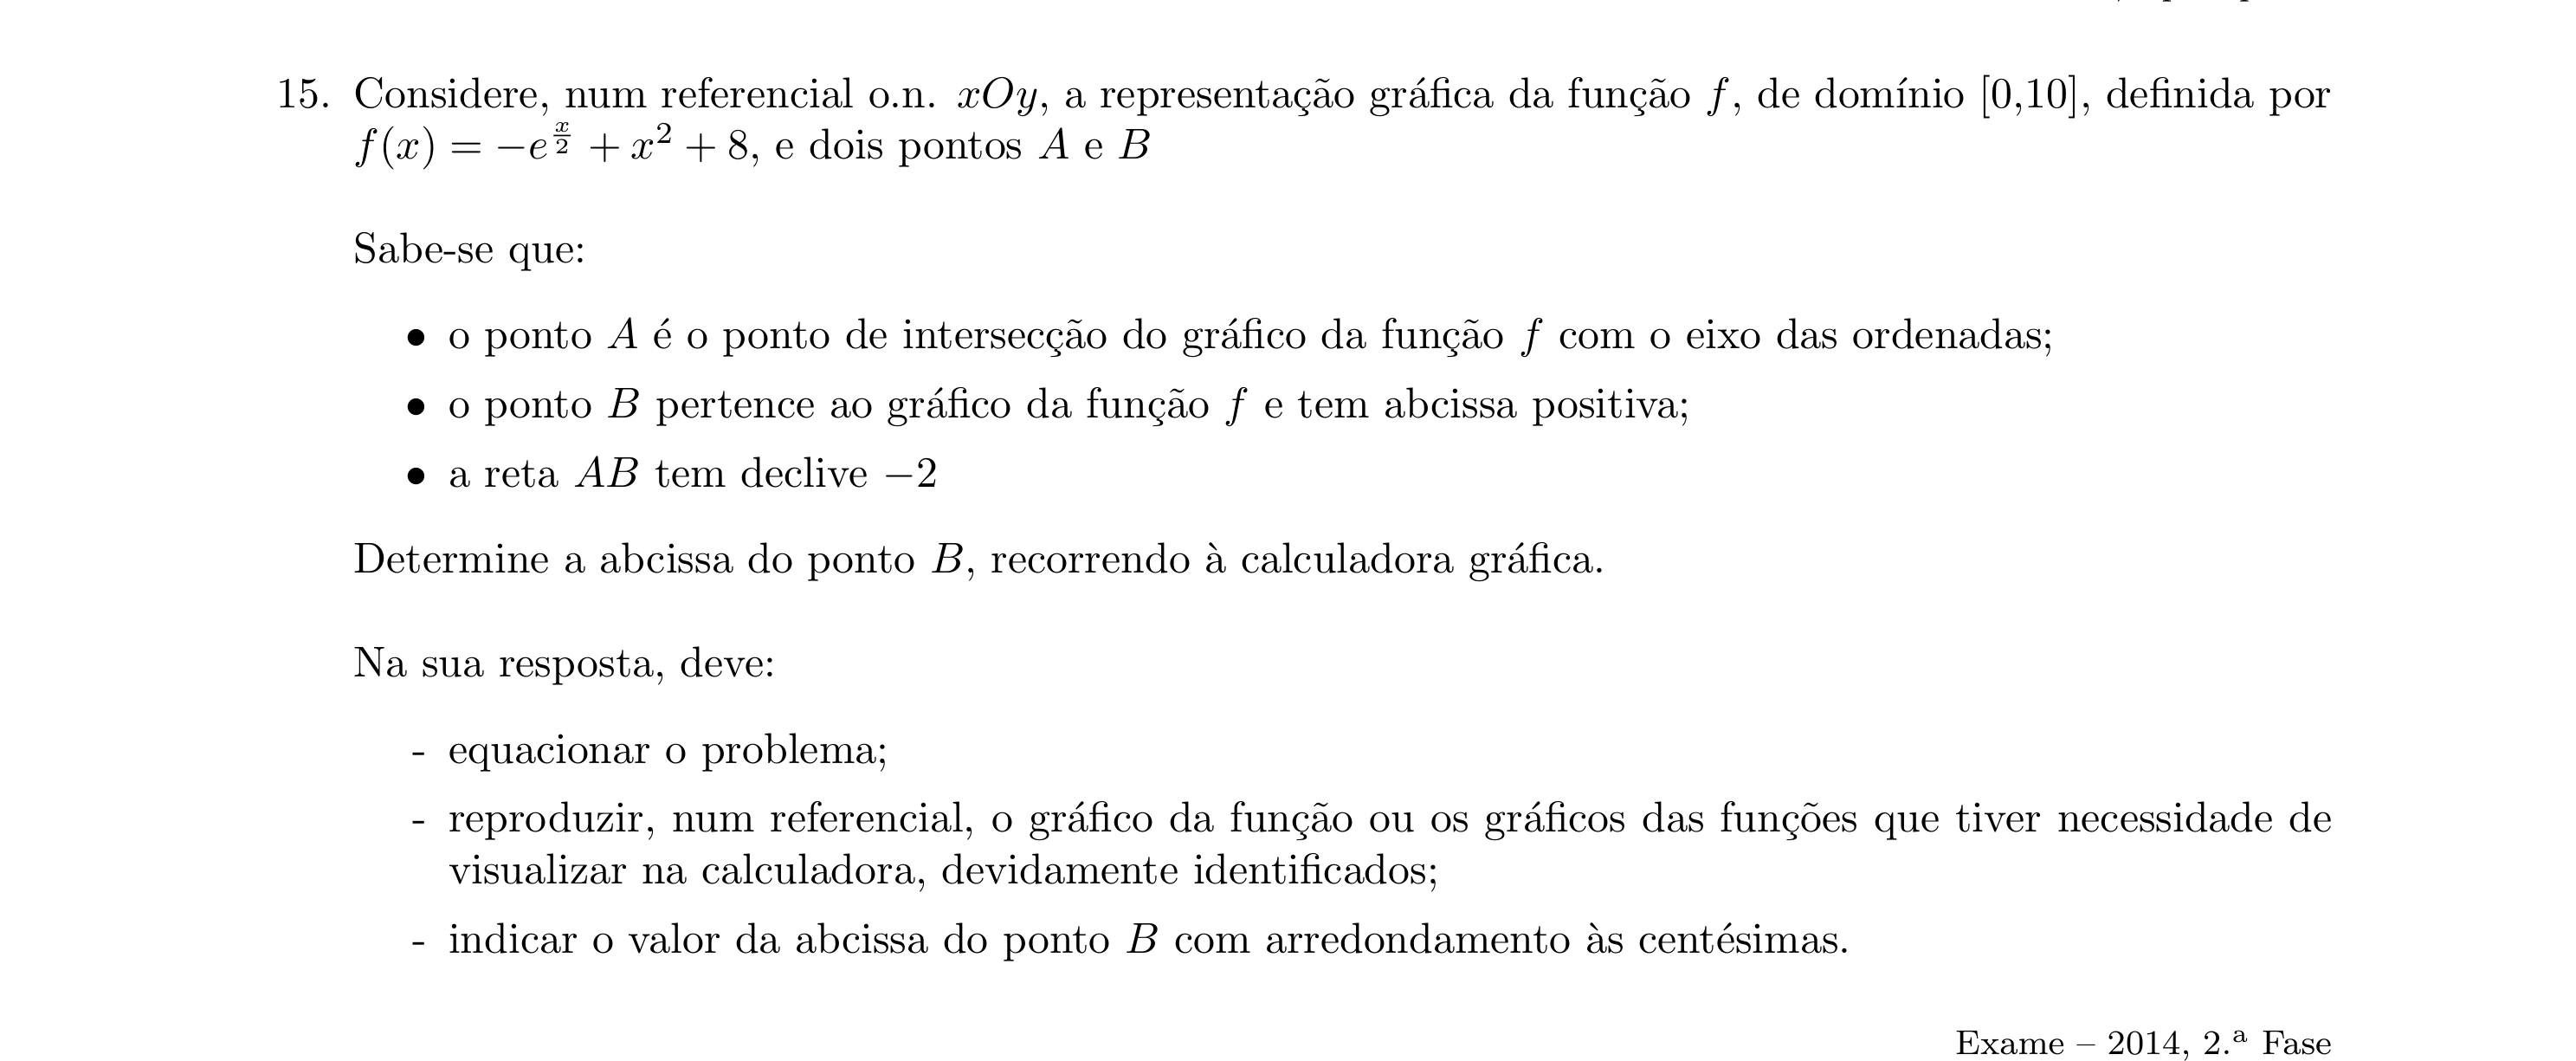 15. Considere, num referencial o.n. xOy, a representação gráfica da função f, de domínio [0,10], definida por
f(x) = −e^{x/2} + x² + 8, e dois pontos A e B
Sabe-se que:
• o ponto A é o ponto de intersecção do gráfico da função f com o eixo das ordenadas;
• o ponto B pertence ao gráfico da função f e tem abcissa positiva;
• a reta AB tem declive −2
Determine a abcissa do ponto B, recorrendo à calculadora gráfica.
Na sua resposta, deve:
- equacionar o problema;
- reproduzir, num referencial, o gráfico da função ou os gráficos das funções que tiver necessidade de
visualizar na calculadora, devidamente identificados;
- indicar o valor da abcissa do ponto B com arredondamento às centésimas.
Exame – 2014, 2.ª Fase